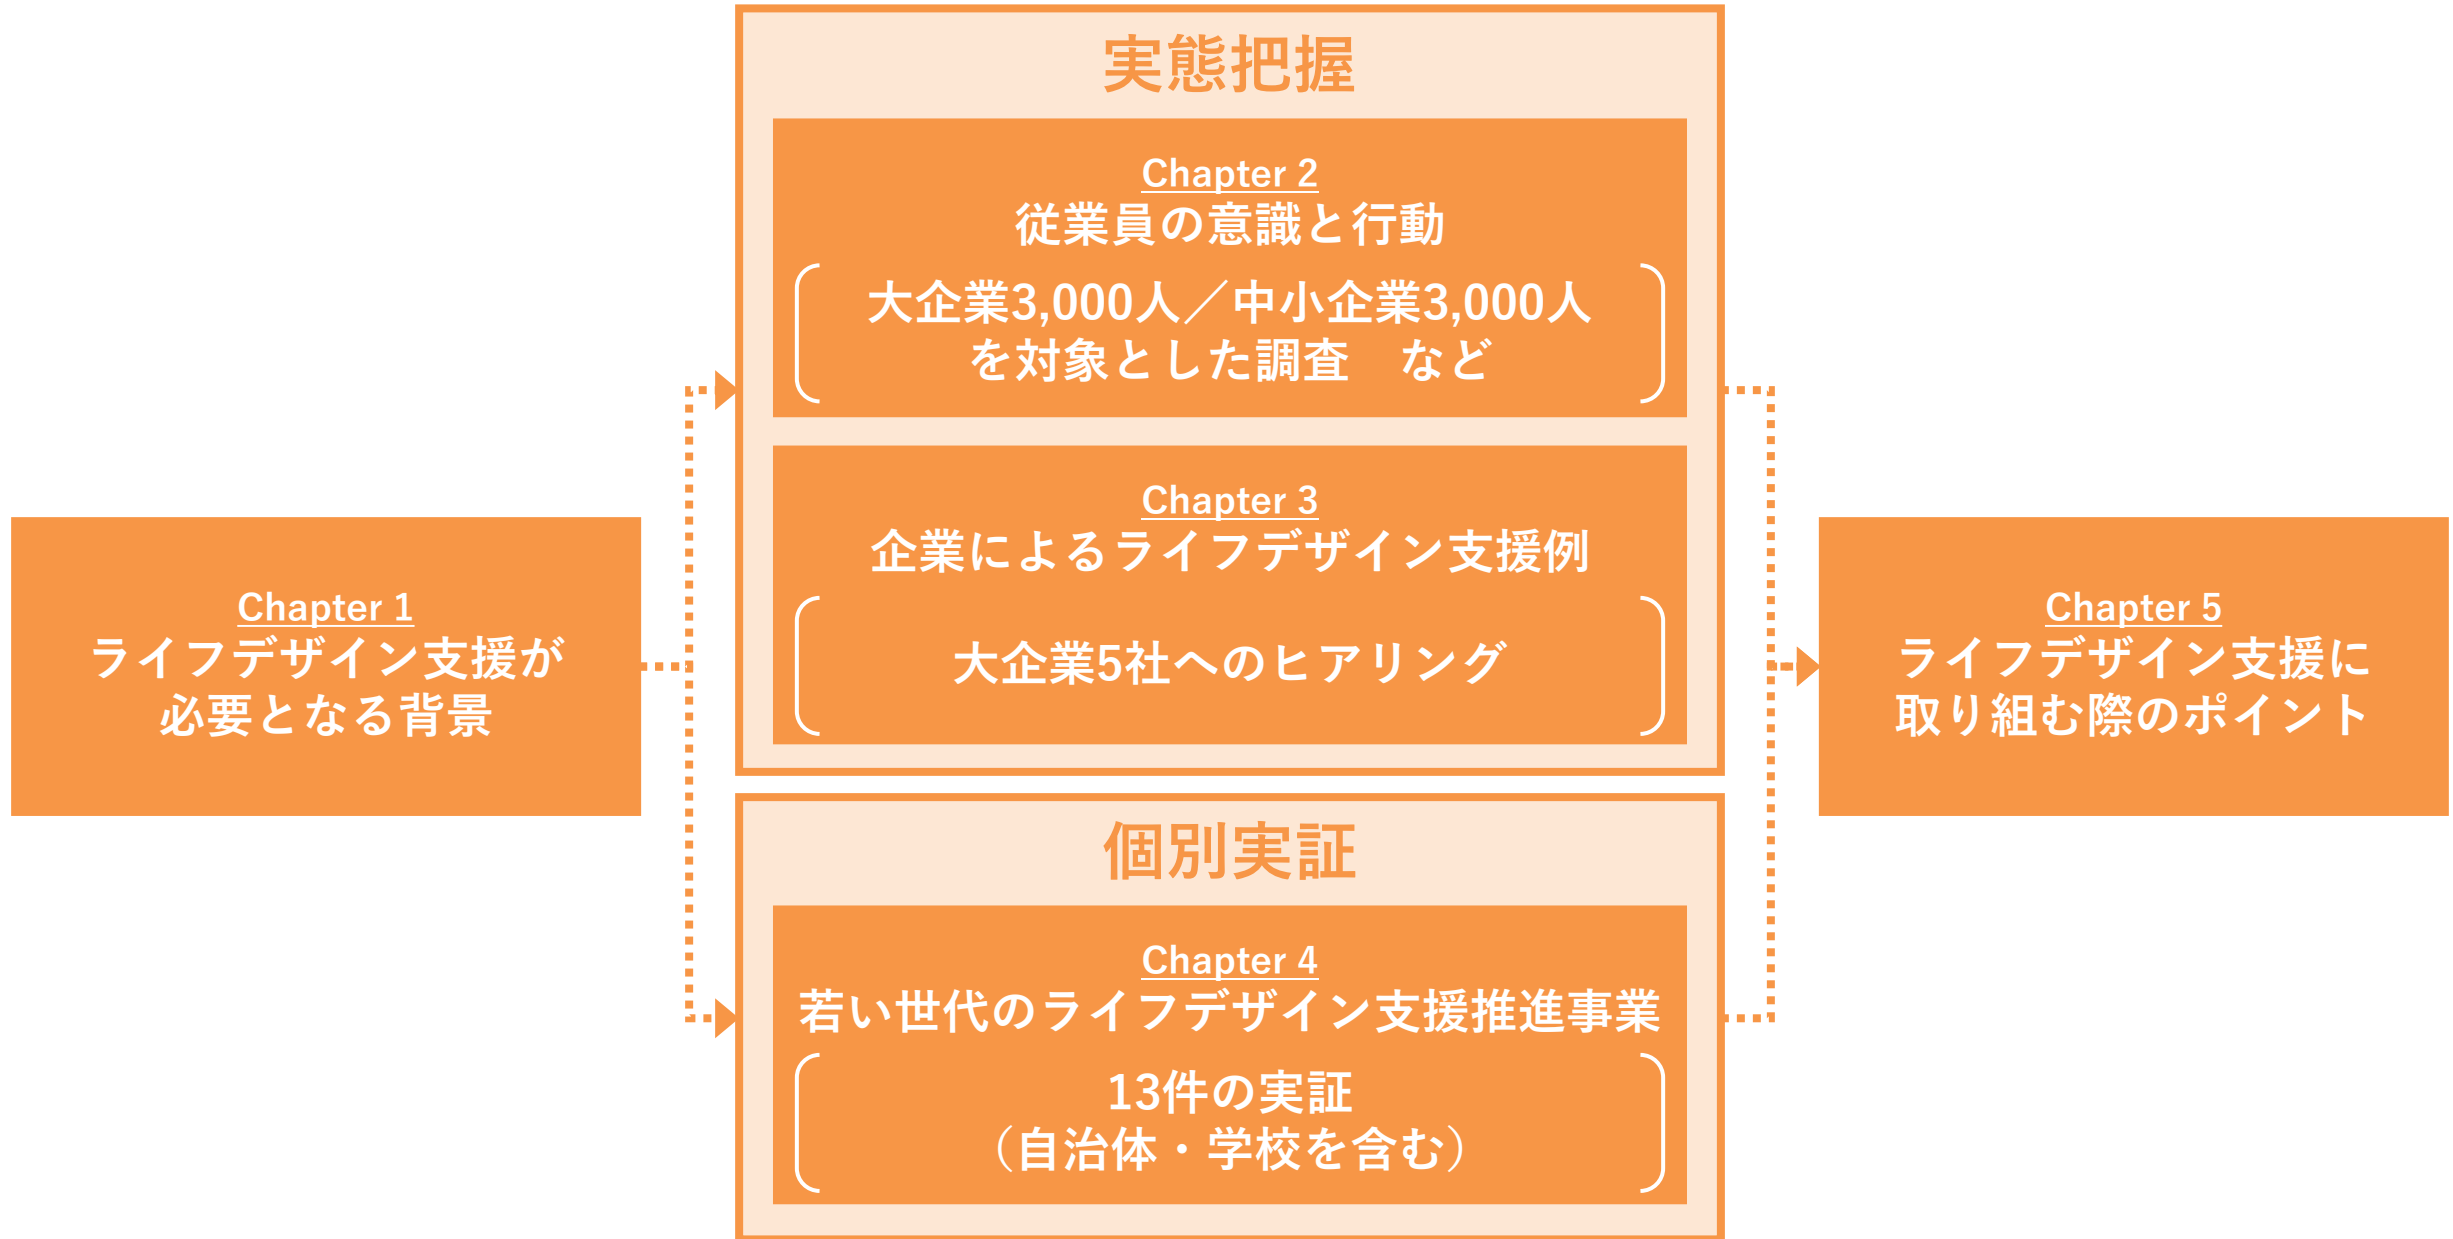 Chapter 1
ライフデザイン支援が
必要となる背景
実態把握
Chapter 2
従業員の意識と行動
大企業3,000人／中小企業3,000人
を対象とした調査　など
Chapter 3
企業によるライフデザイン支援例
大企業5社へのヒアリング
個別実証
Chapter 4
若い世代のライフデザイン支援推進事業
13件の実証
（自治体・学校を含む）
Chapter 5
ライフデザイン支援に
取り組む際のポイント